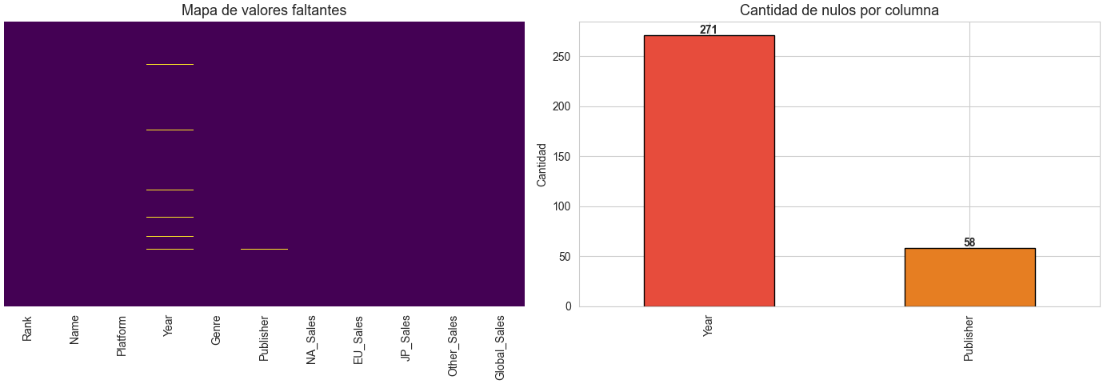 Mapa de valores faltantes
Rank
Name
Platform
Year
Genre
Publisher
NA_Sales
EU_Sales
JP_Sales
Other_Sales
Global_Sales
Cantidad de nulos por columna
Cantidad
250
200
150
100
50
0
271
58
Year
Publisher